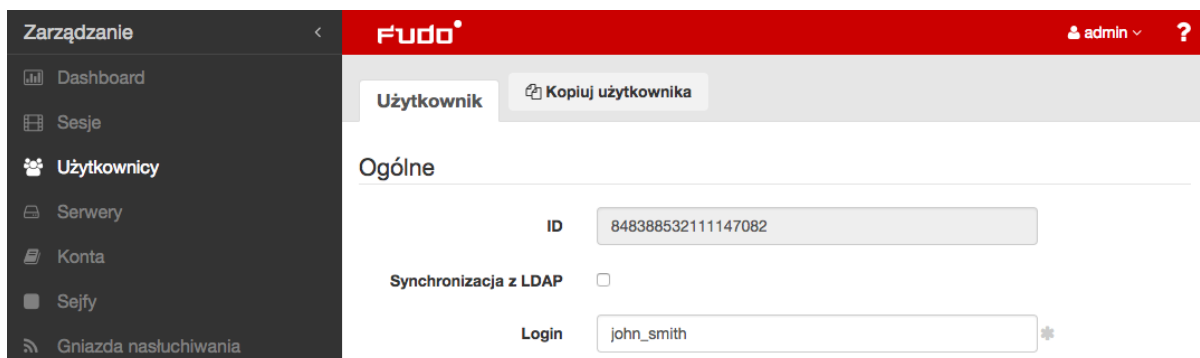 Zarządzanie
Fudo
admin
?
Dashboard
Użytkownik
Kopiuj użytkownika
Sesje
Użytkownicy
Ogólne
Serwery
ID
848388532111147082
Konta
Synchronizacja z LDAP
Sejfy
Login
john_smith
*
Gniazda nasłuchiwania